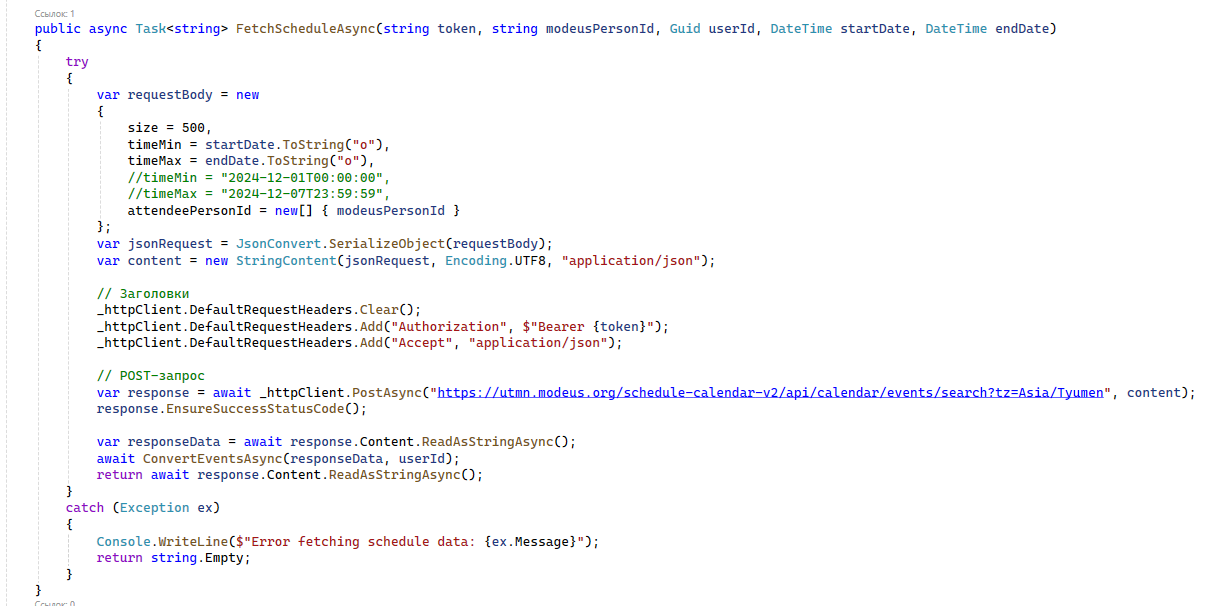 Ссылок: 1
public async Task<string> FetchScheduleAsync(string token, string modeusPersonId, Guid userId, DateTime startDate, DateTime endDate)
{
try
{
var requestBody = new
{
size = 500,
timeMin = startDate.ToString("o"),
timeMax = endDate.ToString("o"),
//timeMin = "2024-12-01T00:00:00",
//timeMax = "2024-12-07T23:59:59",
attendeePersonId = new[] { modeusPersonId }
};
var jsonRequest = JsonConvert.SerializeObject(requestBody);
var content = new StringContent(jsonRequest, Encoding.UTF8, "application/json");
// Заголовки
_httpClient.DefaultRequestHeaders.Clear();
_httpClient.DefaultRequestHeaders.Add("Authorization", $"Bearer {token}");
_httpClient.DefaultRequestHeaders.Add("Accept", "application/json");
// POST-запрос
var response = await _httpClient.PostAsync("https://utmn.modeus.org/schedule-calendar-v2/api/calendar/events/search?tz=Asia/Tyumen", content);
response.EnsureSuccessStatusCode();
var responseData = await response.Content.ReadAsStringAsync();
await ConvertEventsAsync(responseData, userId);
return await response.Content.ReadAsStringAsync();
}
catch (Exception ex)
{
Console.WriteLine($"Error fetching schedule data: {ex.Message}");
return string.Empty;
}
}
Ссылок: 0